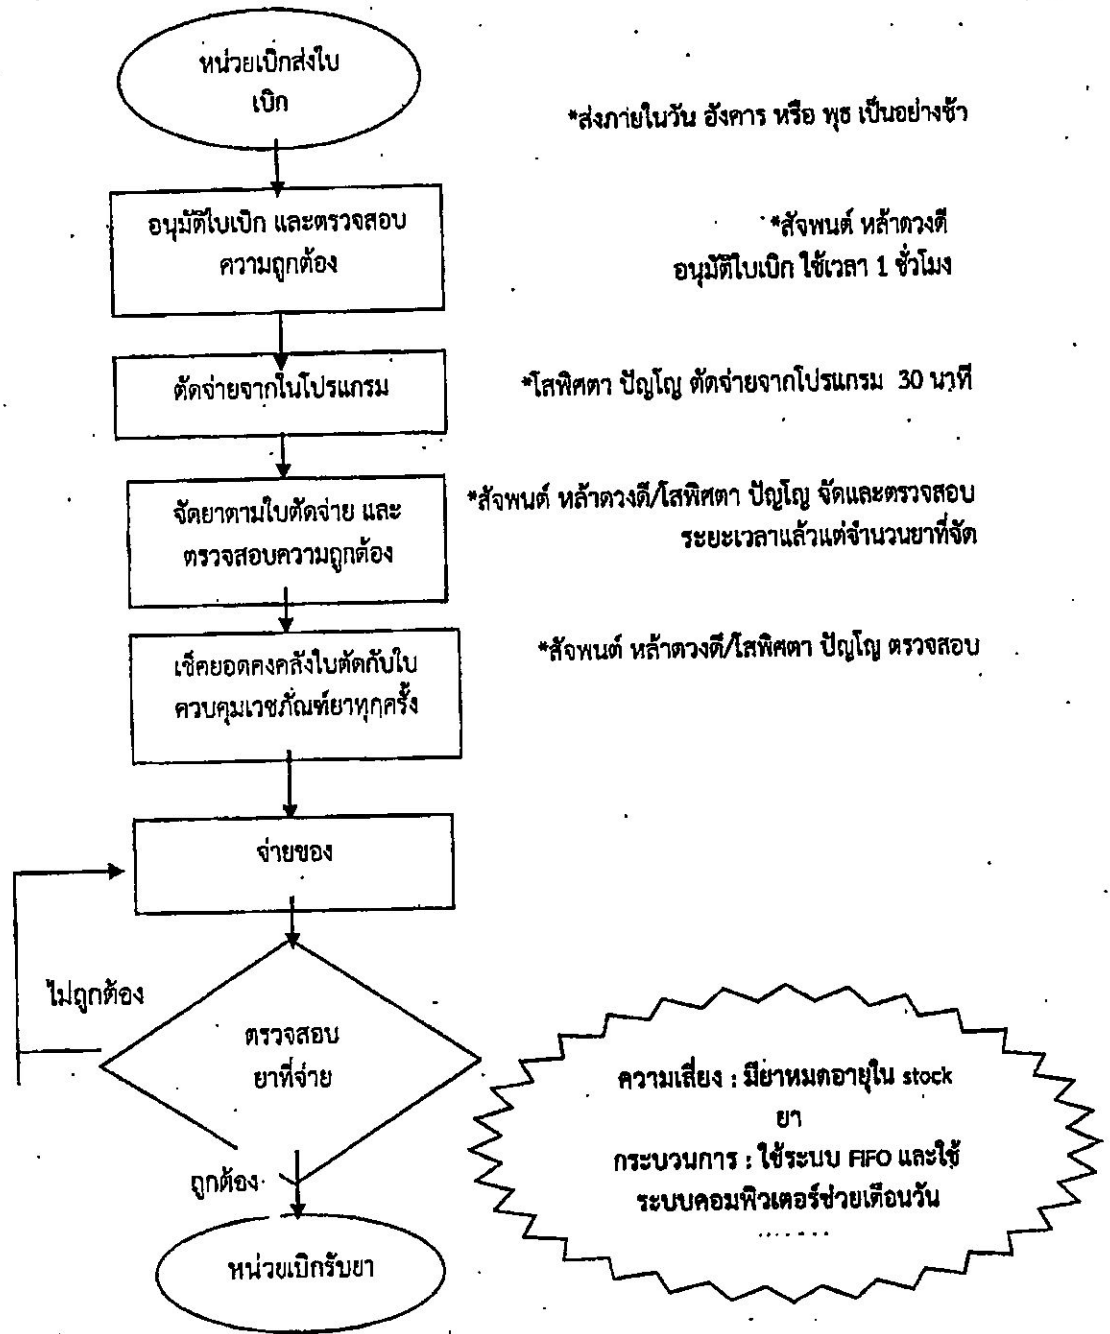 หน่วยเบิกส่งใบ
เบิก
*ส่งภายในวัน อังคาร หรือ พุธ เป็นอย่างช้า
อนุมัติใบเบิก และตรวจสอบ
ความถูกต้อง
*สัจพนต์ หล้าดวงดี
อนุมัติใบเบิก ใช้เวลา 1 ชั่วโมง
ตัดจ่ายจากในโปรแกรม
*โสพิศตา ปัญโญ ตัดจ่ายจากโปรแกรม 30 นาที
จัดยาตามใบตัดจ่าย และ
ตรวจสอบความถูกต้อง
*สัจพนต์ หล้าดวงดี/โสพิศตา ปัญโญ จัดและตรวจสอบ
ระยะเวลาแล้วแต่จำนวนยาที่จัด
เช็คยอดคงคลังใบตัดกับใบ
ควบคุมเวชภัณฑ์ยาทุกครั้ง
*สัจพนต์ หล้าดวงดี/โสพิศตา ปัญโญ ตรวจสอบ
จ่ายของ
ไม่ถูกต้อง
ตรวจสอบ
ยาที่จ่าย
ถูกต้อง
หน่วยเบิกรับยา
ความเสี่ยง : มียาหมดอายุใน stock
ยา
กระบวนการ : ใช้ระบบ FIFO และใช้
ระบบคอมพิวเตอร์ช่วยเตือนวัน